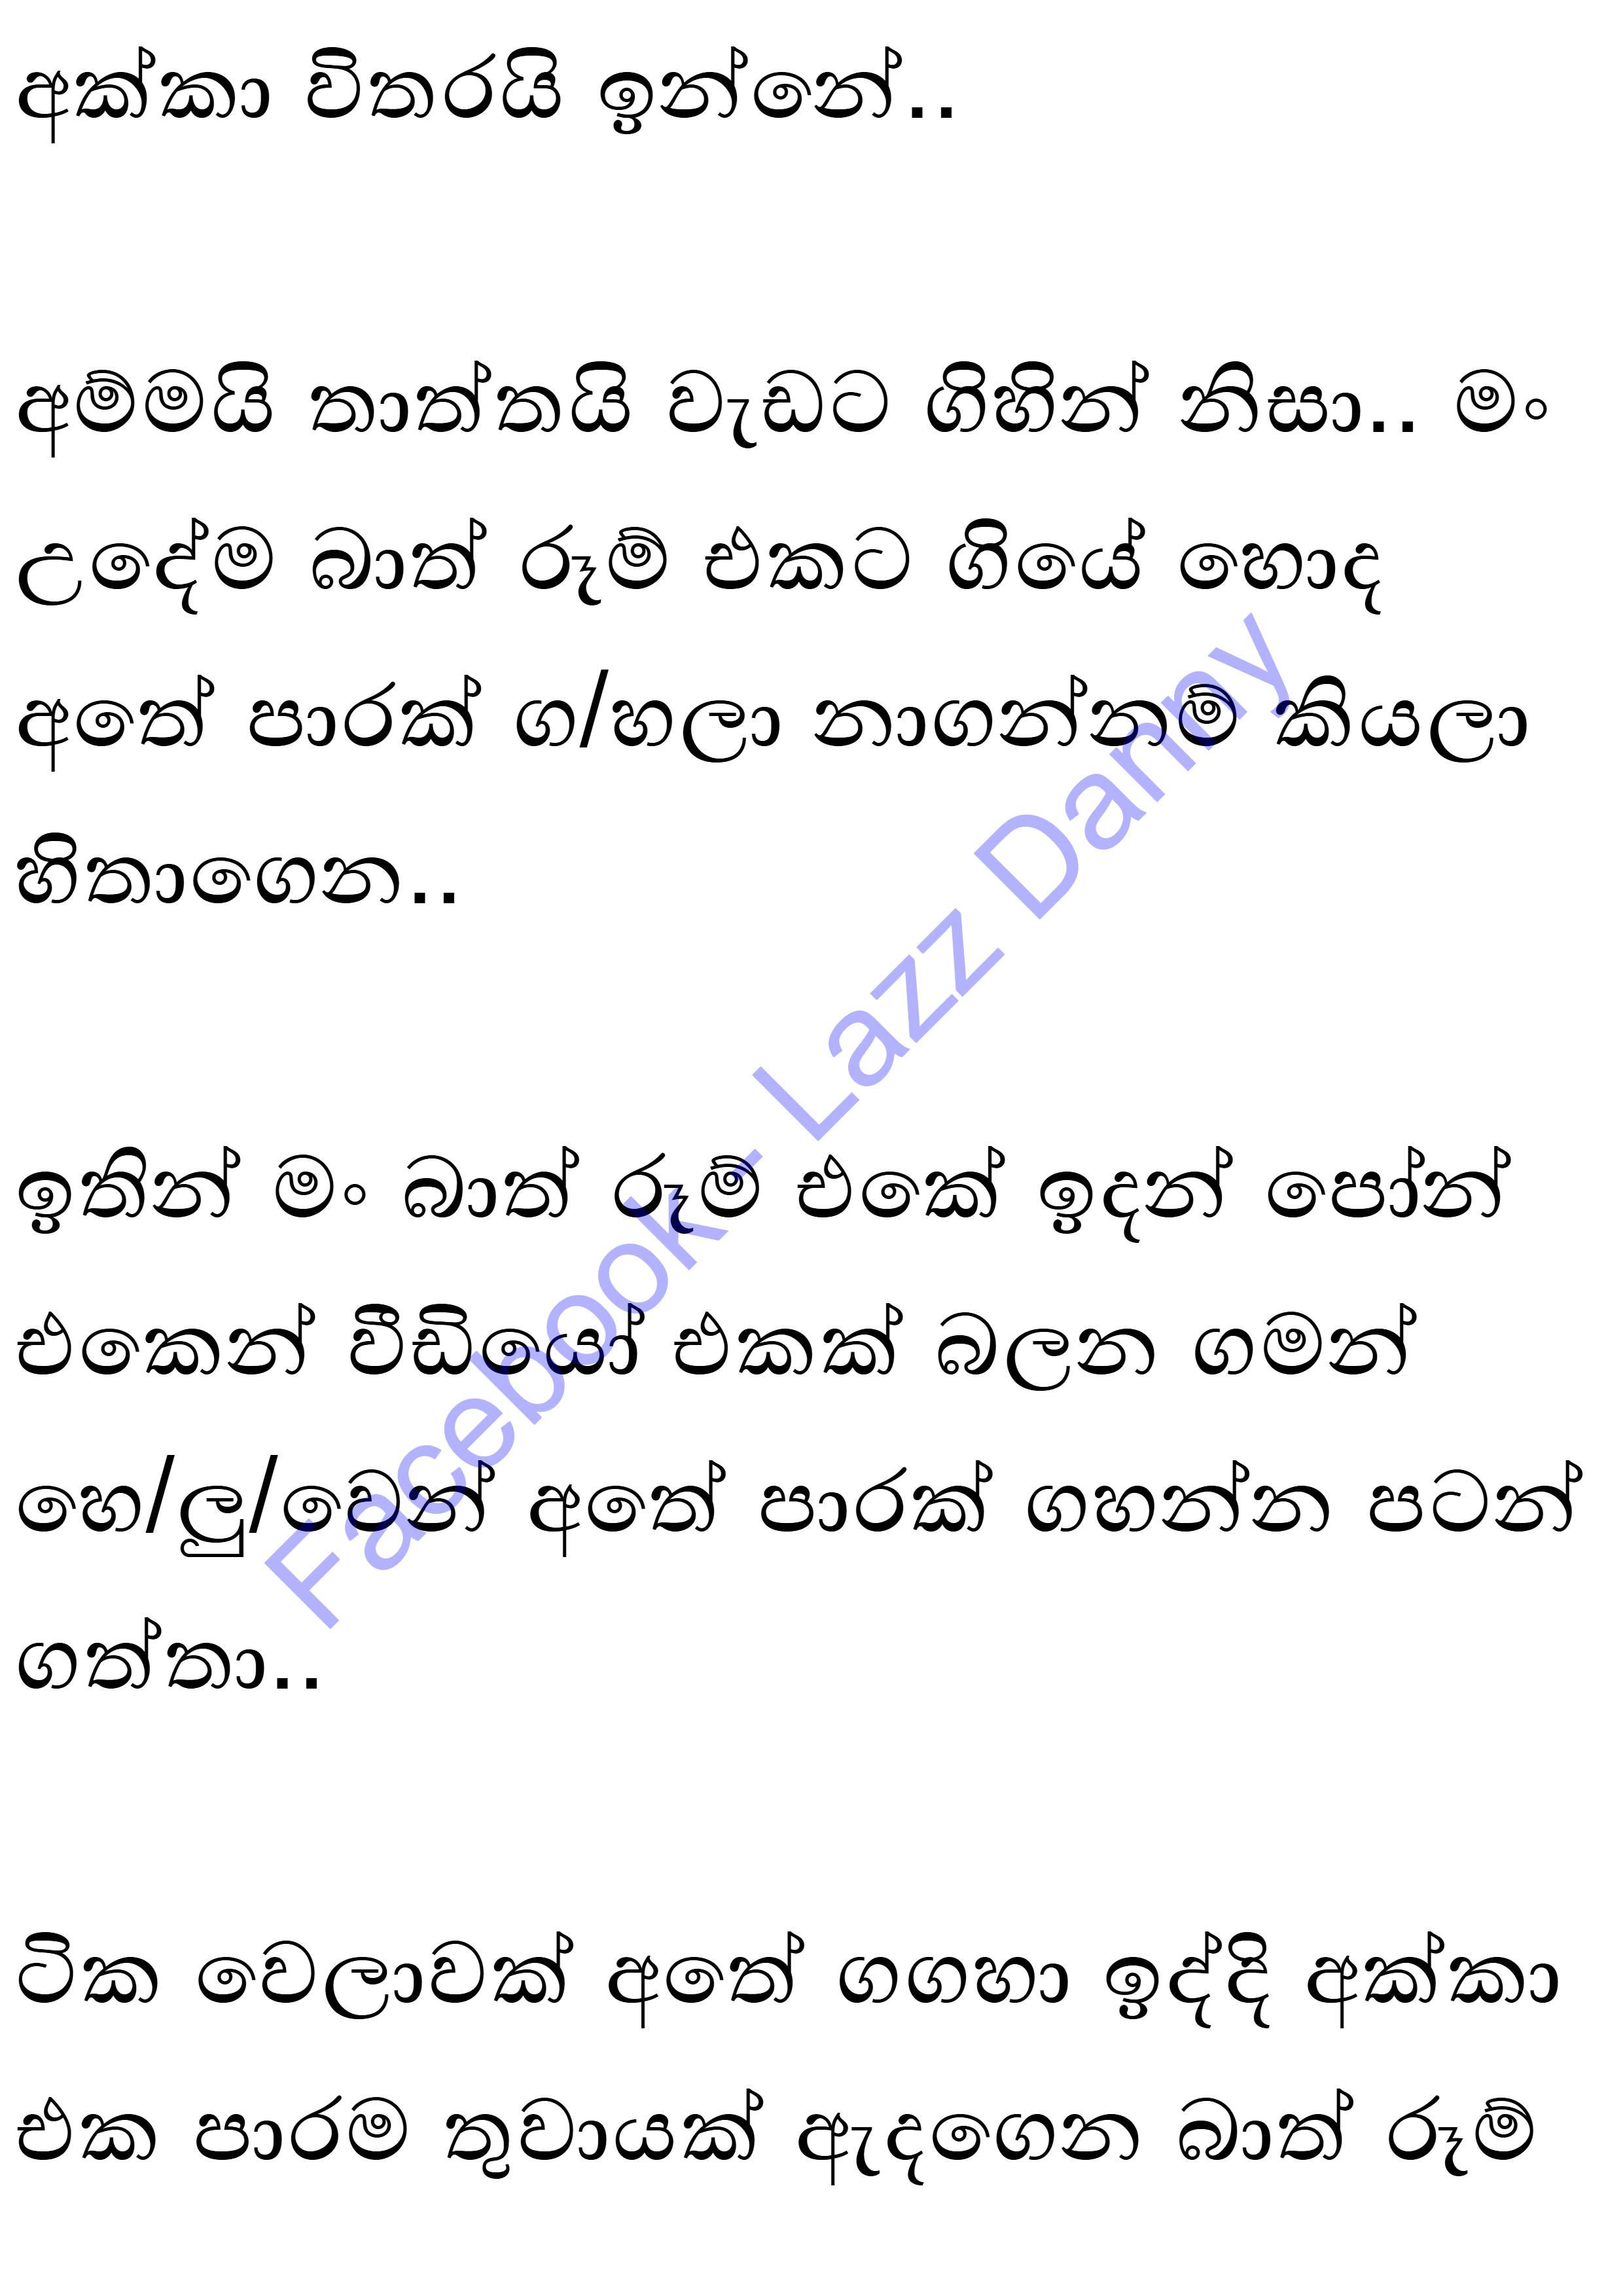 අක්කා විතරයි ඉන්නේ..
අම්මයි තාත්තයි වැඩට ගිහින් නිසා.. මං
උදේම බාත් රූම් එකට ගියේ හොද
අතේ පාරක් ග/හලා නාගන්නම් කියලා
හිතාගෙන..
ඉතින් මං බාත් රූම් එකේ ඉදන් පෝන්
එකෙන් වීඩියෝ එකක් බලන ගමන්
හෙ/ලු/වෙන් අතේ පාරක් ගහන්න පටන්
ගත්තා..
ටික වෙලාවක් අතේ ගගහා ඉද්දි අක්කා
එක පාරම තුවායක් ඇදගෙන බාත් රූම්
Facebook - Lazz Danny